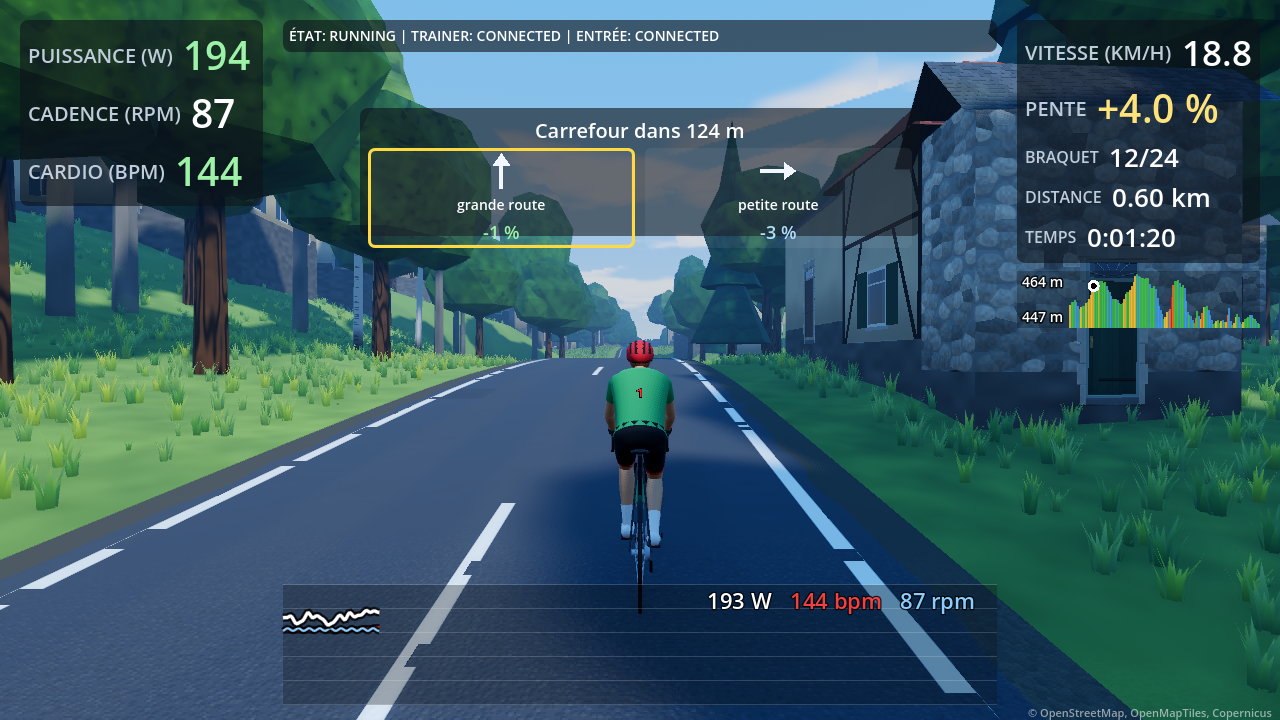 PUISSANCE (W) 194
CADENCE (RPM) 87
CARDIO (BPM) 144
ÉTAT: RUNNING | TRAINER: CONNECTED | ENTRÉE: CONNECTED
Carrefour dans 124 m
grande route
-1 %
petite route
-3 %
VITESSE (KM/H) 18.8
PENTE +4.0 %
BRAQUET 12/24
DISTANCE 0.60 km
TEMPS 0:01:20
464 m
447 m
1
193 W 144 bpm 87 rpm
© OpenStreetMap, OpenMapTiles, Copernicus